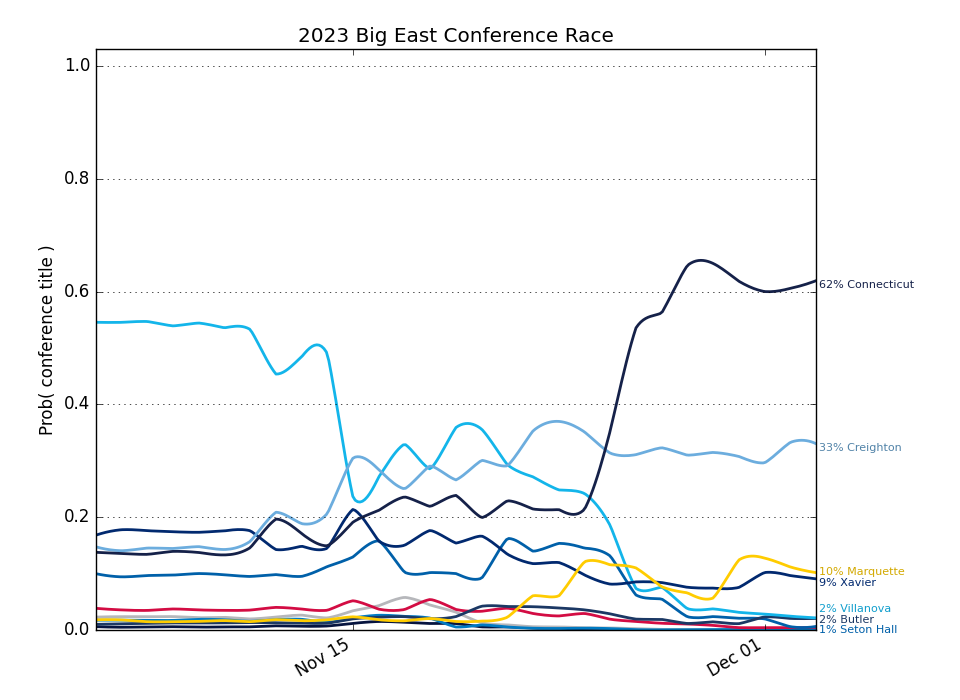 2023 Big East Conference Race
1.0
0.8
0.6
0.4
0.2
0.0
Prob( conference title )
Nov 15
Dec 01
62% Connecticut
33% Creighton
10% Marquette
9% Xavier
2% Villanova
2% Butler
1% Seton Hall